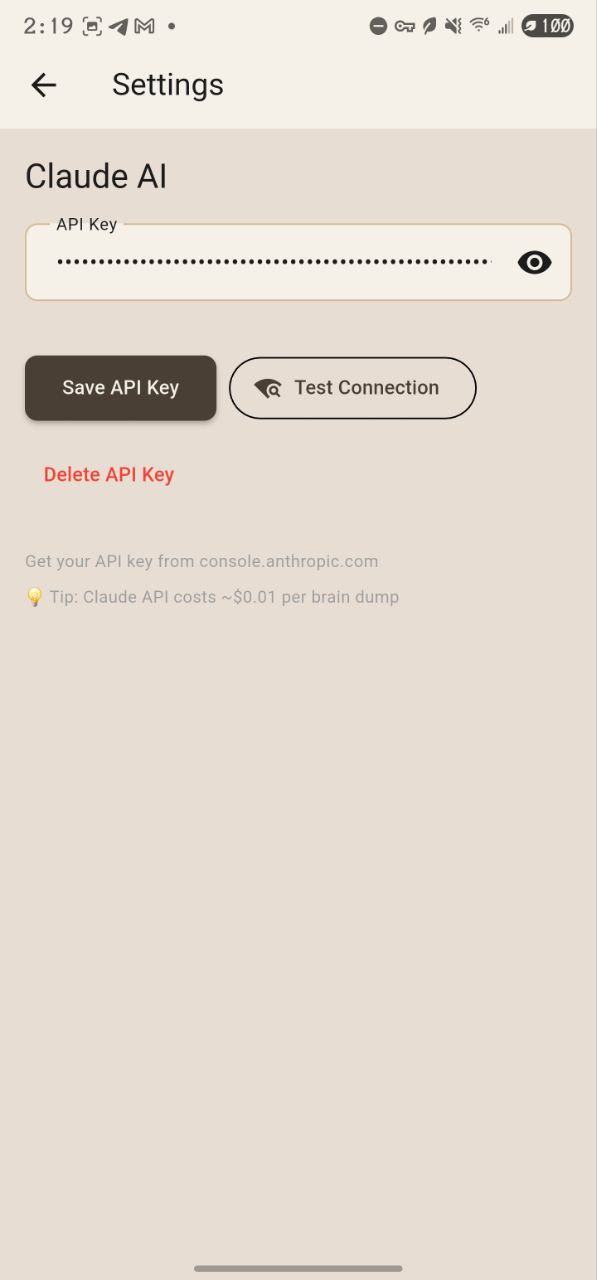 2:19
100
Settings
Claude AI
API Key
Save API Key
Test Connection
Delete API Key
Get your API key from console.anthropic.com
💡 Tip: Claude API costs ~$0.01 per brain dump